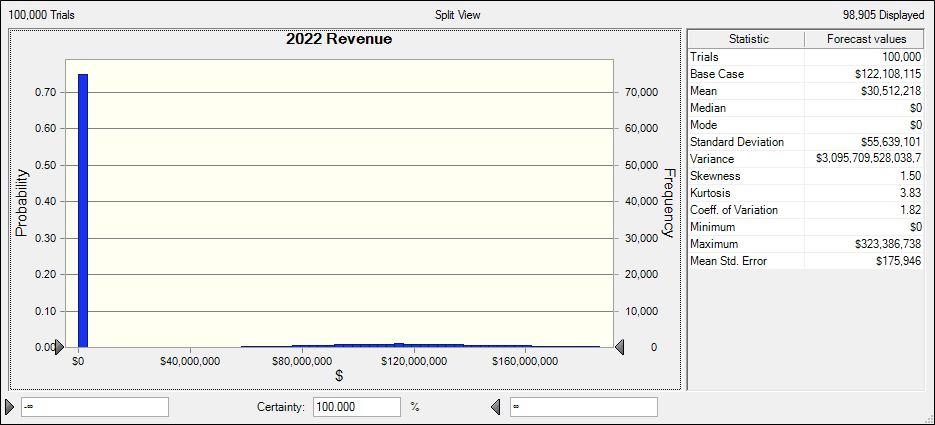 100,000 Trials
Split View
98,905 Displayed
2022 Revenue
Probability
0.70
0.60
0.50
0.40
0.30
0.20
0.10
0.00
Frequency
70,000
60,000
50,000
40,000
30,000
20,000
10,000
0
$0 $40,000,000 $80,000,000 $120,000,000 $160,000,000
$
Statistic Forecast values
Trials 100,000
Base Case $122,108,115
Mean $30,512,218
Median $0
Mode $0
Standard Deviation $55,639,101
Variance $3,095,709,528,038,7
Skewness 1.50
Kurtosis 3.83
Coeff. of Variation 1.82
Minimum $0
Maximum $323,386,738
Mean Std. Error $175,946
-∞ Certainty: 100.000 % ∞